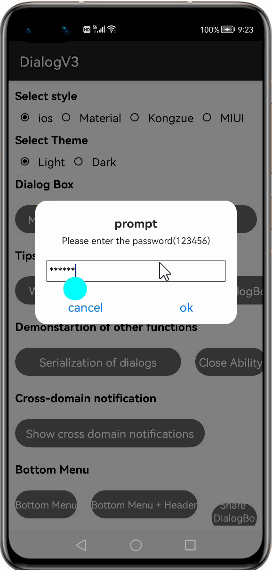 100% 9:23
DialogV3
Select style
ios Material Kongzue MIUI
Select Theme
Light Dark
Dialog Box
M
prompt
Please enter the password(123456)
******
cancel ok
Tips
W DialogBo
Demonstartion of other functions
Serialization of dialogs Close Ability
Cross-domain notification
Show cross domain notifications
Bottom Menu
Bottom Menu Bottom Menu + Header Share DialogBo